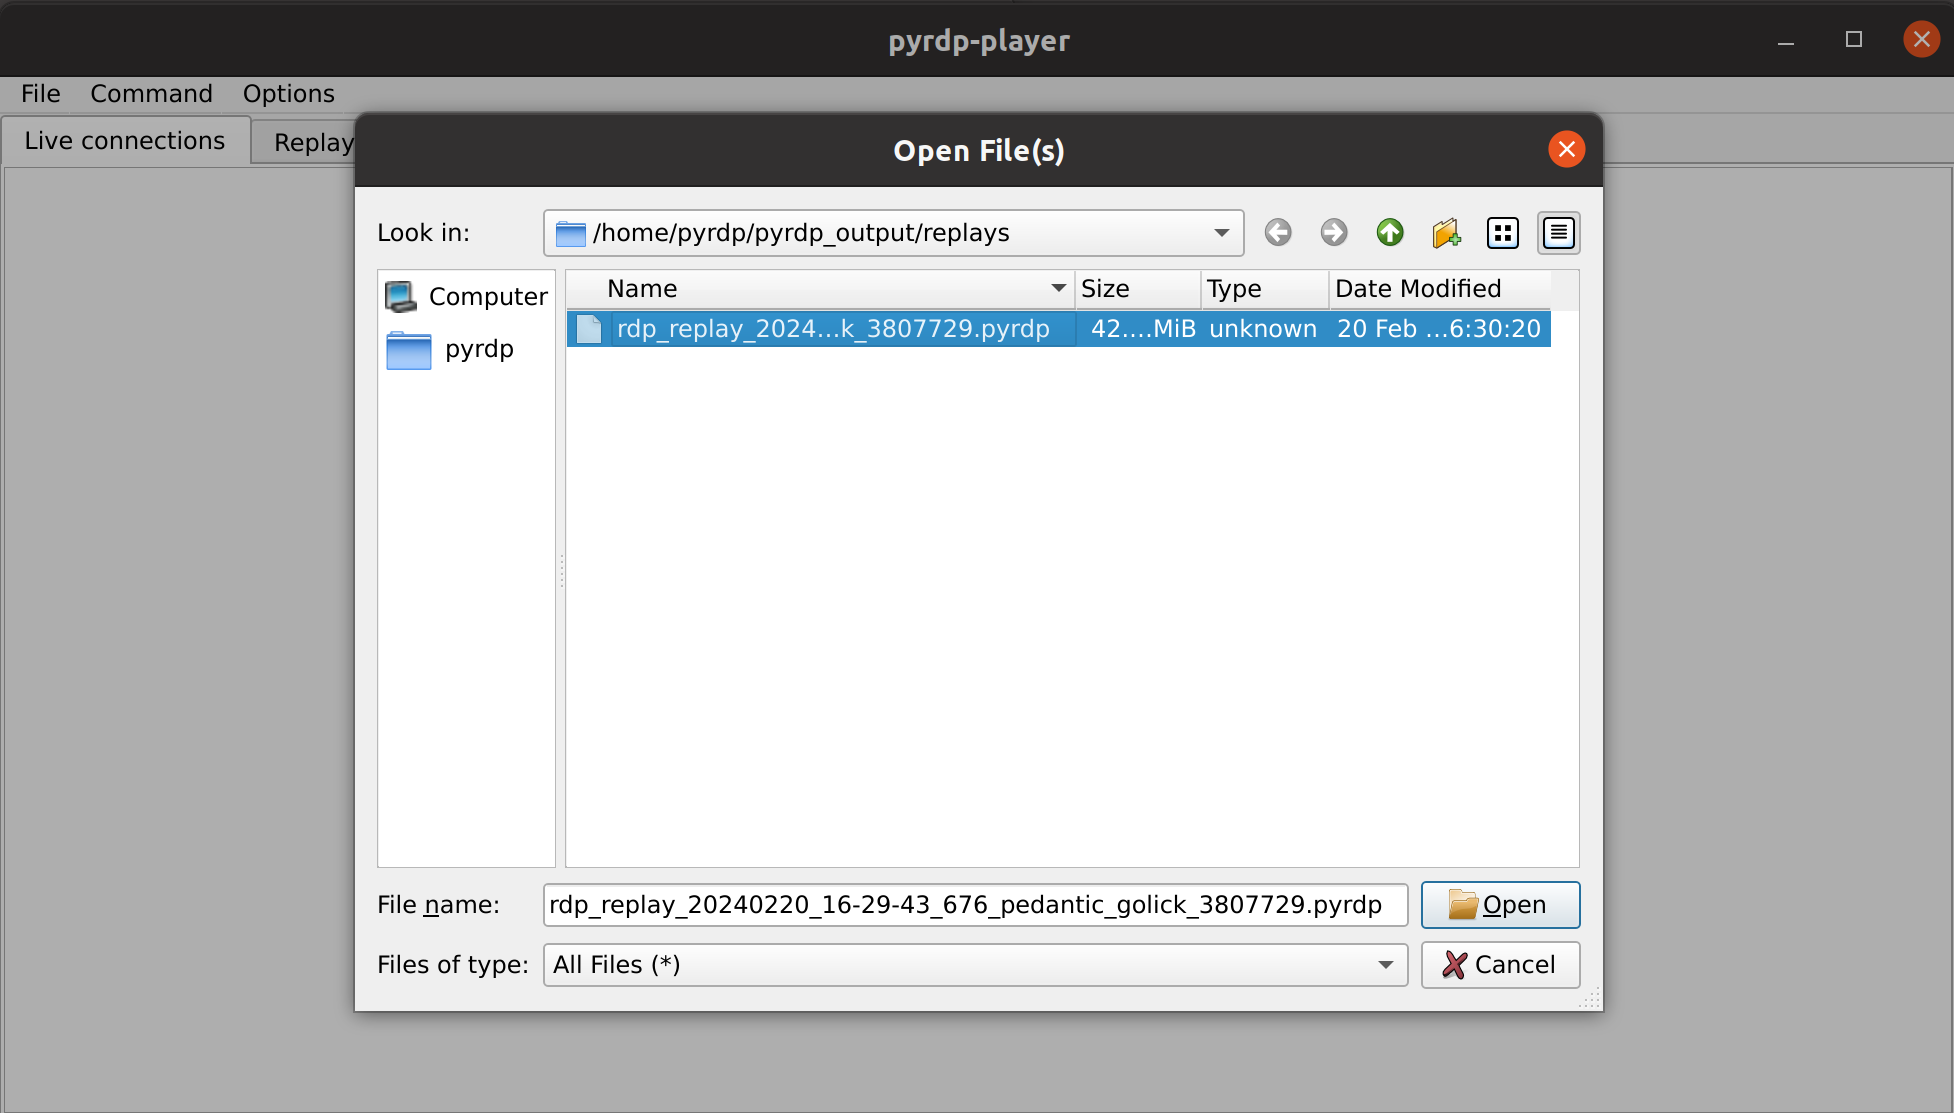 pyrdp-player
File Command Options
Live connections Replay
Open File(s)
Look in: /home/pyrdp/pyrdp_output/replays
Computer
pyrdp
Name Size Type Date Modified
rdp_replay_2024...k_3807729.pyrdp 42....MiB unknown 20 Feb ...6:30:20
File name: rdp_replay_20240220_16-29-43_676_pedantic_golick_3807729.pyrdp Open
Files of type: All Files (*) Cancel